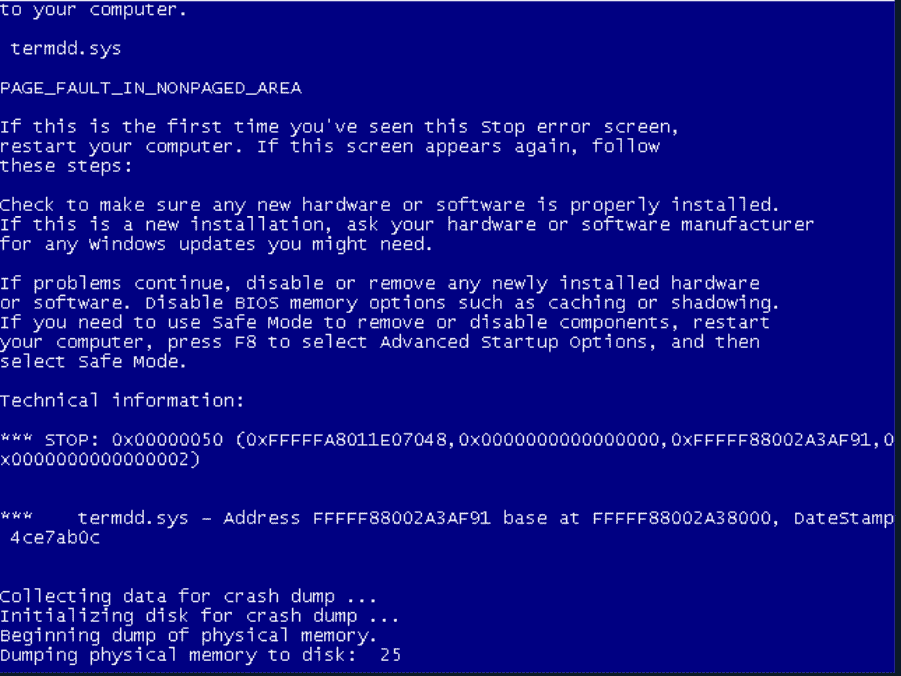 to your computer.
termdd.sys
PAGE_FAULT_IN_NONPAGED_AREA
If this is the first time you've seen this Stop error screen,
restart your computer. If this screen appears again, follow
these steps:
Check to make sure any new hardware or software is properly installed.
If this is a new installation, ask your hardware or software manufacturer
for any Windows updates you might need.
If problems continue, disable or remove any newly installed hardware
or software. Disable BIOS memory options such as caching or shadowing.
If you need to use Safe Mode to remove or disable components, restart
your computer, press F8 to select Advanced Startup Options, and then
select Safe Mode.
Technical information:
*** STOP: 0x00000050 (0xFFFFFA8011E07048,0x0000000000000000,0xFFFFF88002A3AF91,0
x0000000000000002)
*** termdd.sys - Address FFFFF88002A3AF91 base at FFFFF88002A38000, DateStamp
4ce7ab0c
Collecting data for crash dump ...
Initializing disk for crash dump ...
Beginning dump of physical memory.
Dumping physical memory to disk: 25